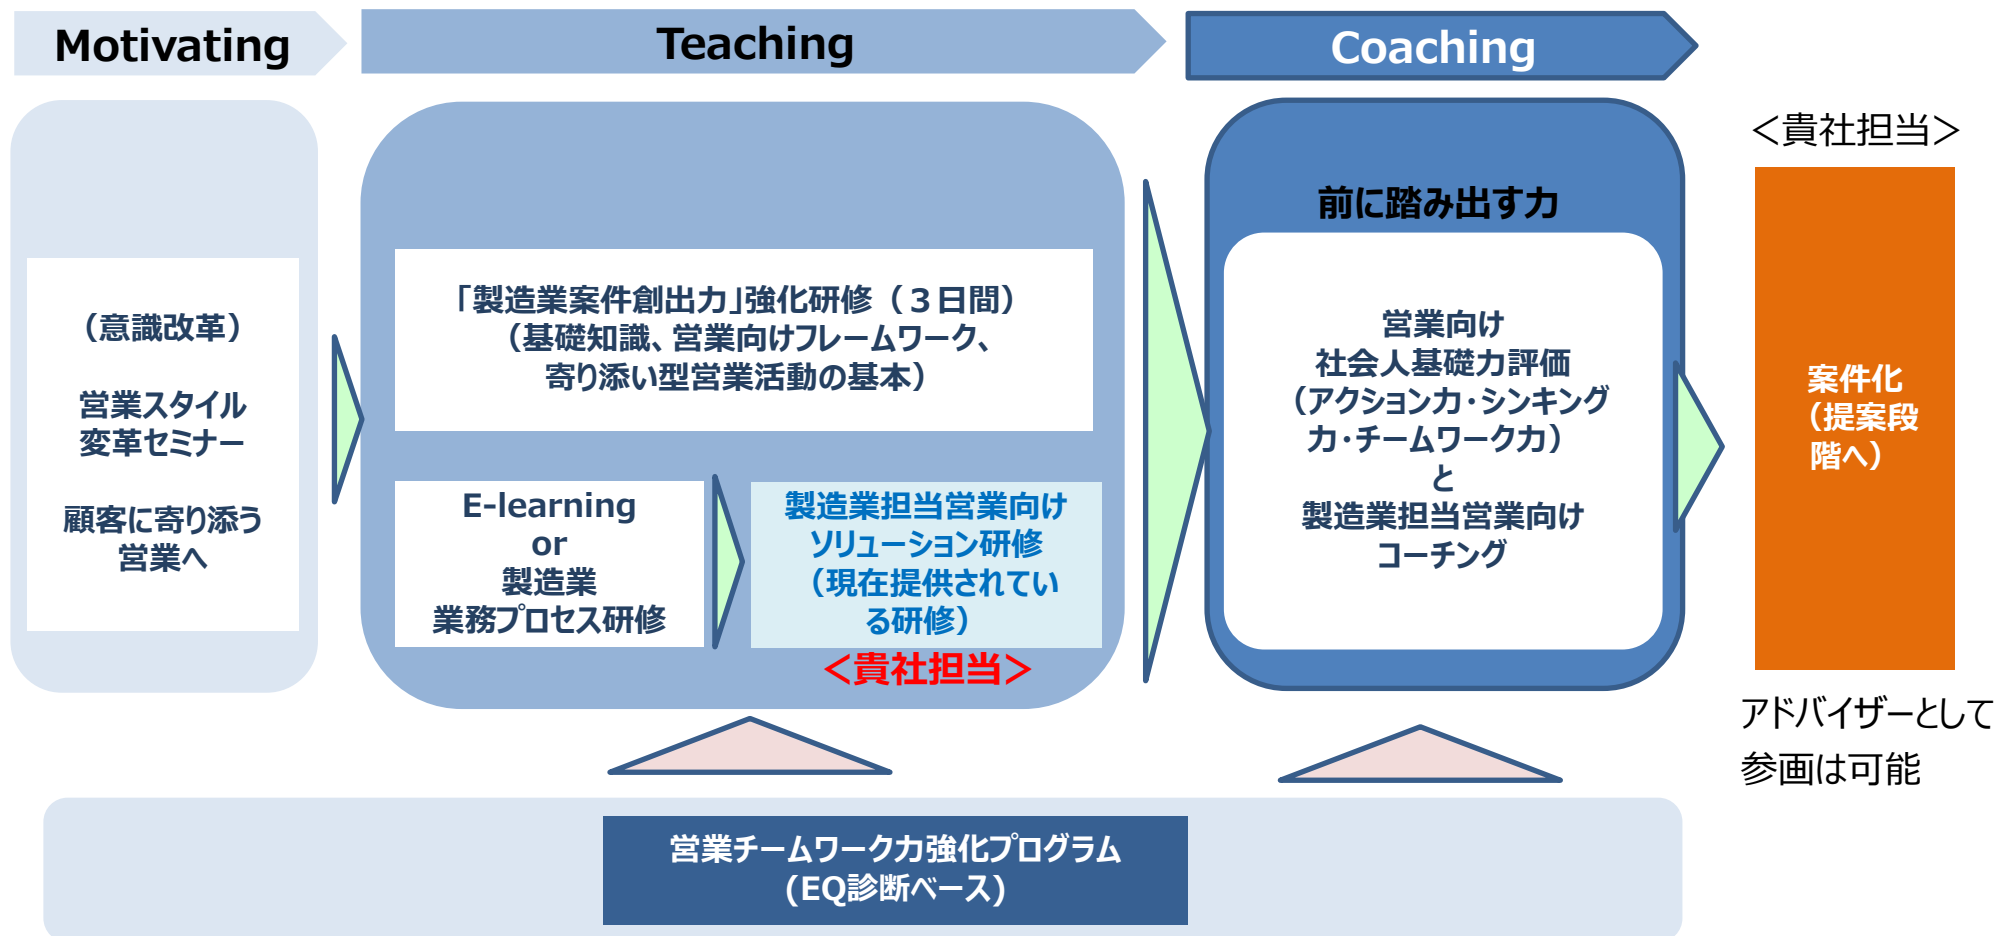 Motivating
Teaching
Coaching
（意識改革）
営業スタイル
変革セミナー
顧客に寄り添う
営業へ
「製造業案件創出力」強化研修（３日間）
（基礎知識、営業向けフレームワーク、
寄り添い型営業活動の基本）
E-learning
or
製造業
業務プロセス研修
製造業担当営業向け
ソリューション研修
（現在提供されてい
る研修）
＜貴社担当＞
前に踏み出す力
営業向け
社会人基礎力評価
（アクション力・シンキング
力・チームワーク力）
と
製造業担当営業向け
コーチング
＜貴社担当＞
案件化
（提案段
階へ）
アドバイザーとして
参画は可能
営業チームワーク力強化プログラム
(EQ診断ベース)